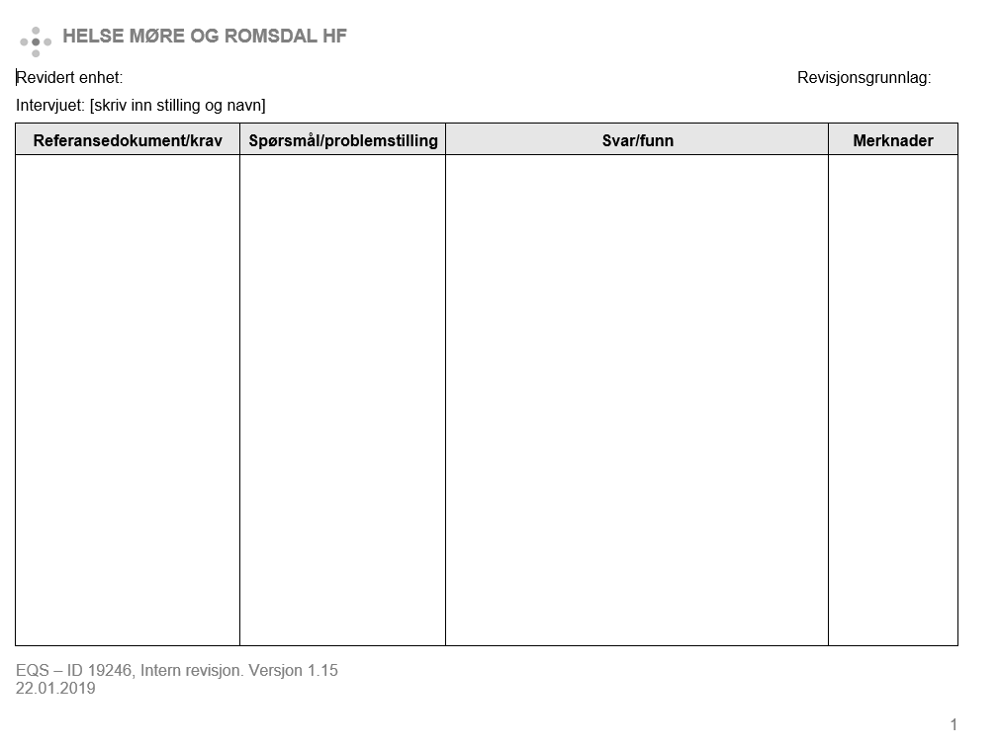 HELSE MØRE OG ROMSDAL HF
Revidert enhet: Revisjonsgrunnlag:
Intervjuet: [skriv inn stilling og navn]
Referansedokument/krav Spørsmål/problemstilling Svar/funn Merknader
EQS – ID 19246, Intern revisjon. Versjon 1.15
22.01.2019
1